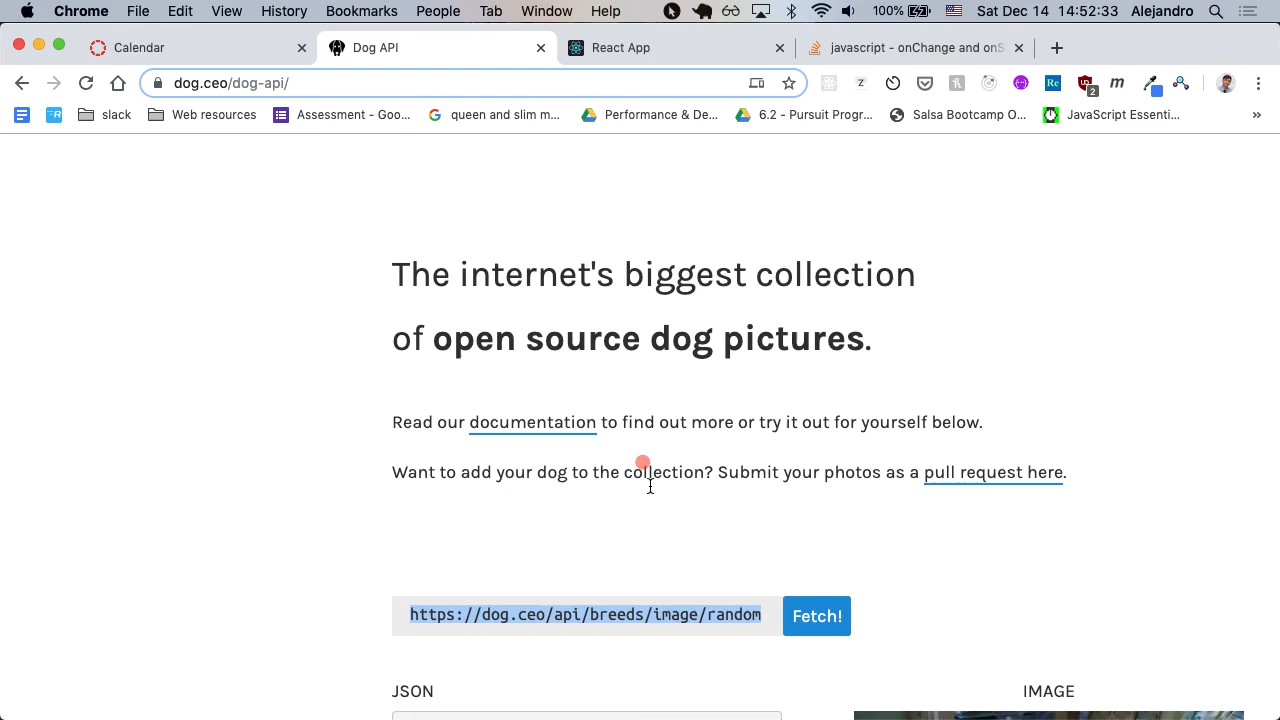 Chrome File Edit View History Bookmarks People Tab Window Help 100% Sat Dec 14 14:52:33 Alejandro
Calendar Dog API React App javascript - onChange and onS
dog.ceo/dog-api/ z Re 2 m
slack Web resources Assessment - Goo... queen and slim m... Performance & De... 6.2 - Pursuit Progr... Salsa Bootcamp O... JavaScript Essenti... »
The internet's biggest collection
of open source dog pictures.
Read our documentation to find out more or try it out for yourself below.
Want to add your dog to the collection? Submit your photos as a pull request here.
https://dog.ceo/api/breeds/image/random Fetch!
JSON IMAGE